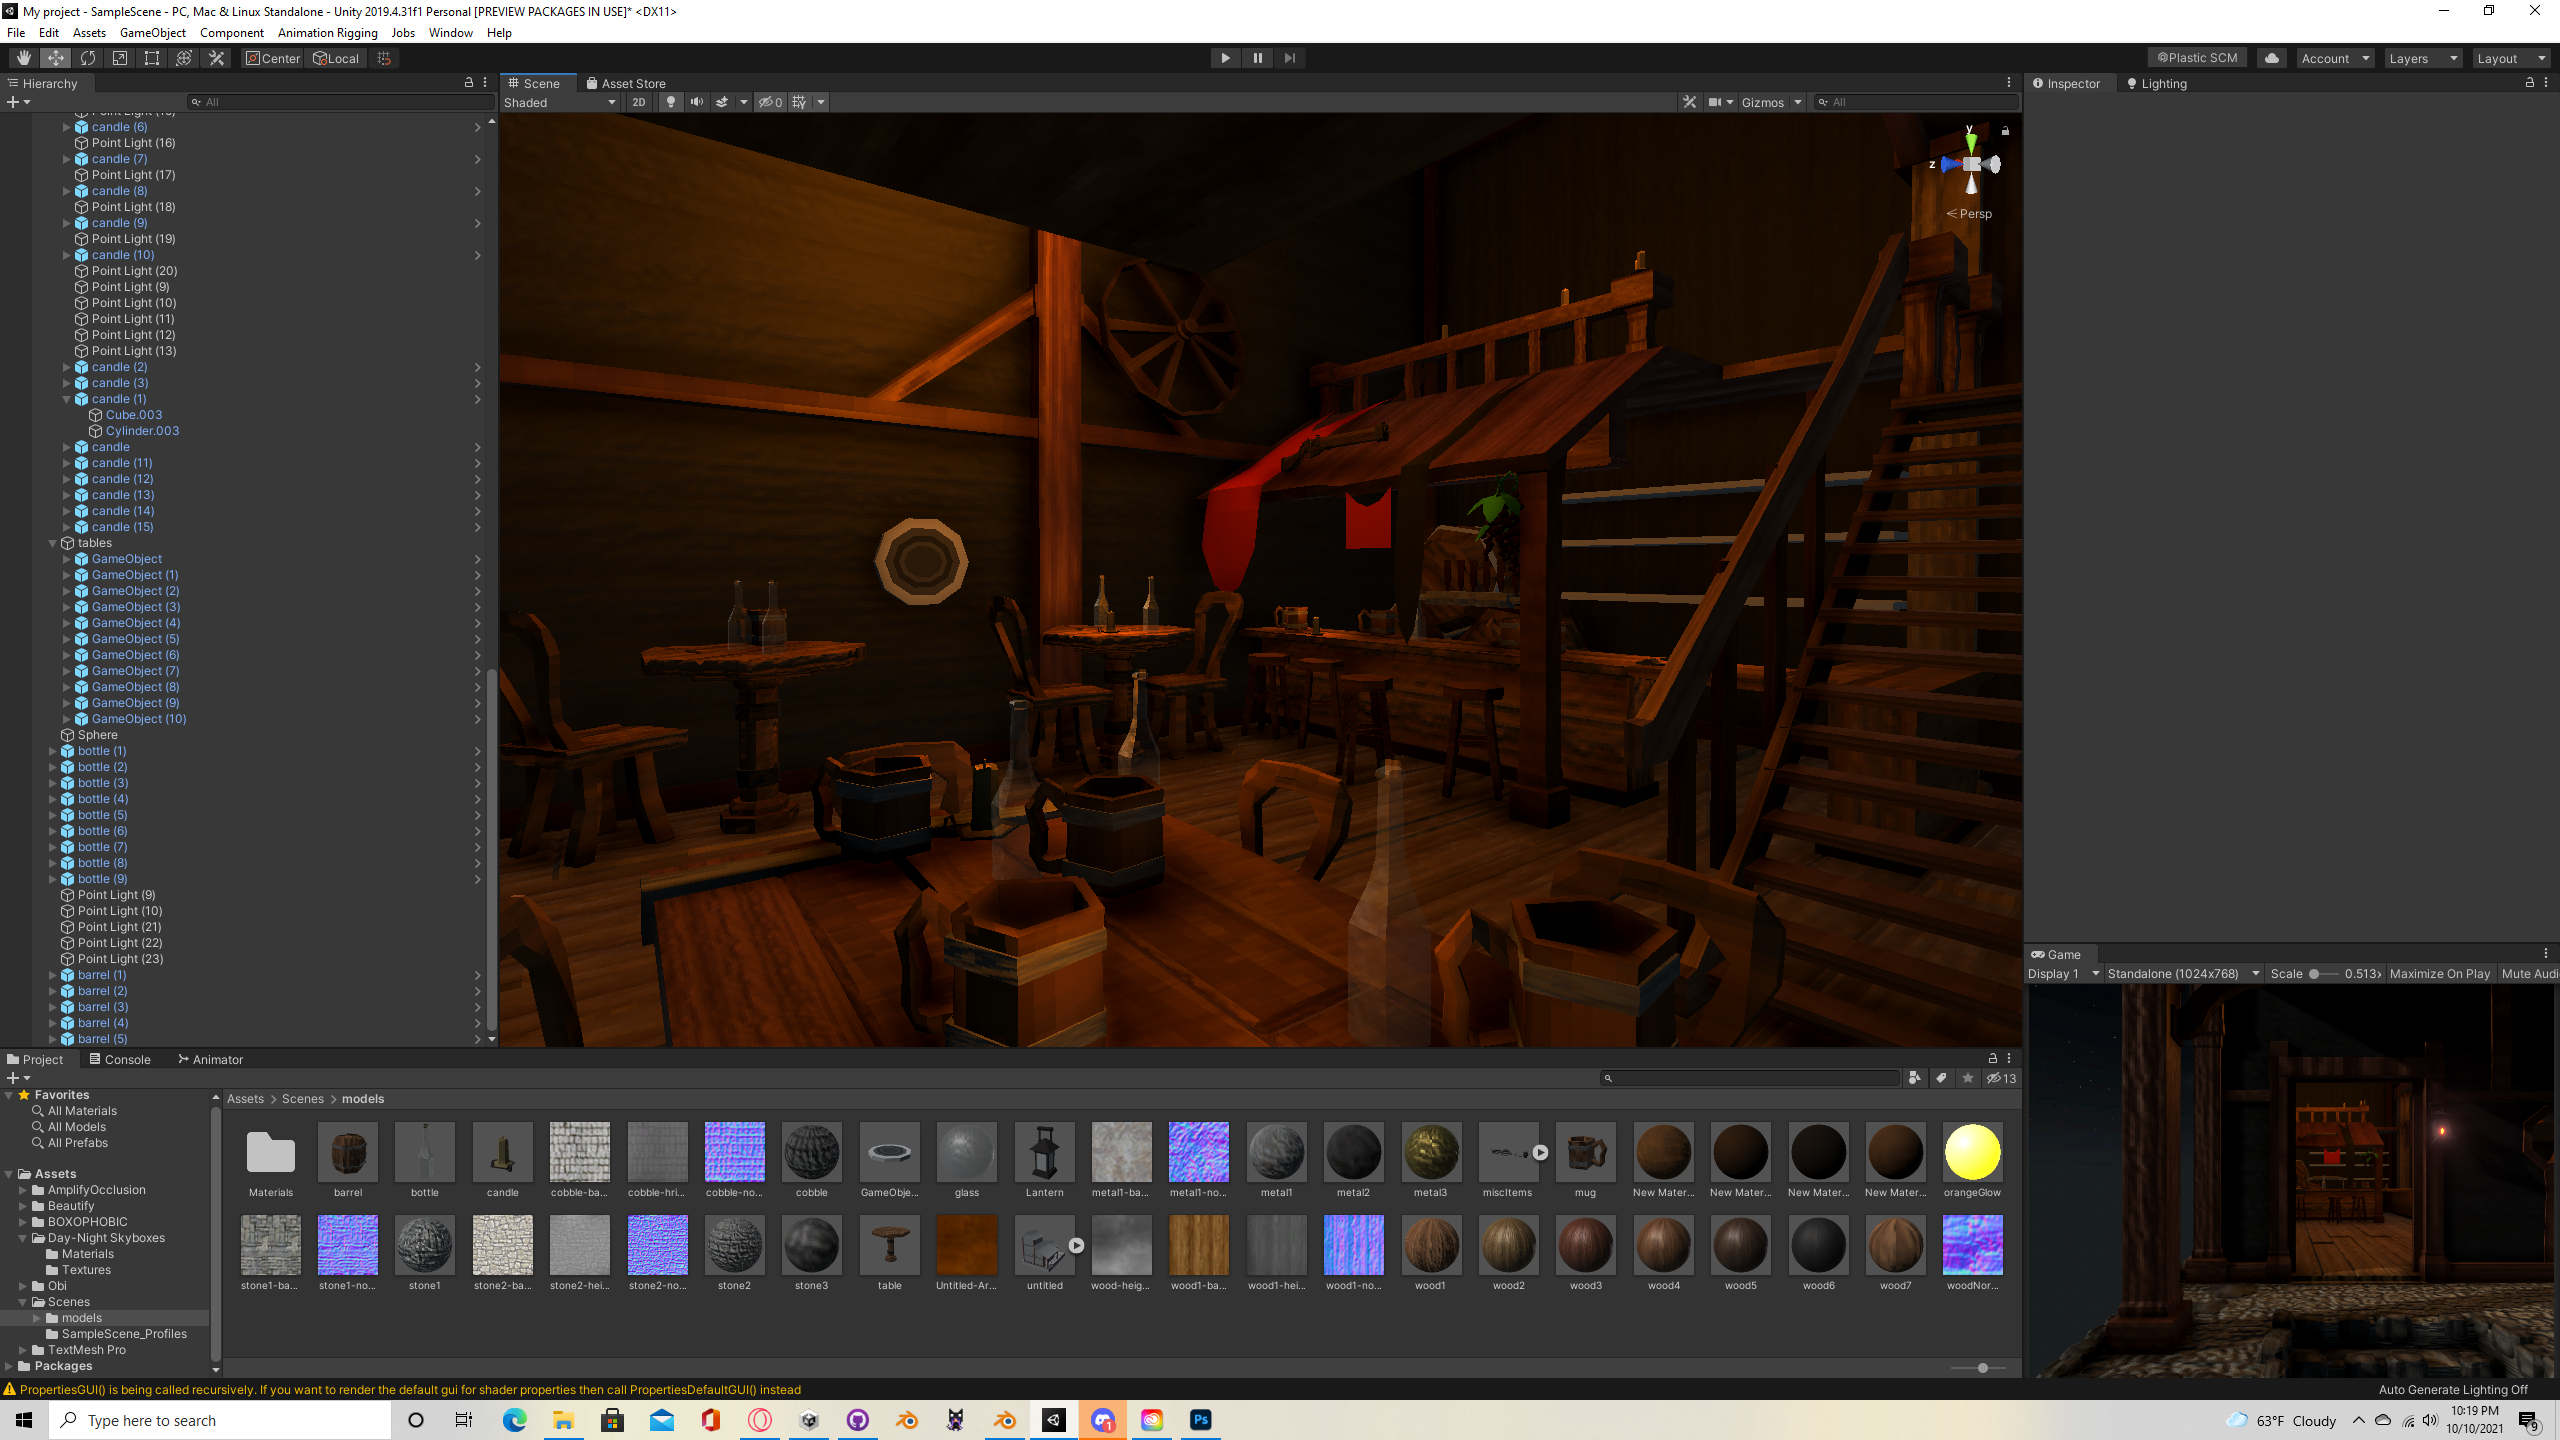 My project - SampleScene - PC, Mac & Linux Standalone - Unity 2019.4.31f1 Personal [PREVIEW PACKAGES IN USE]* <DX11>
File Edit Assets GameObject Component Animation Rigging Jobs Window Help
Center Local Plastic SCM Account Layers Layout
Hierarchy
All
candle (6)
Point Light (16)
candle (7)
Point Light (17)
candle (8)
Point Light (18)
candle (9)
Point Light (19)
candle (10)
Point Light (20)
Point Light (9)
Point Light (10)
Point Light (11)
Point Light (12)
Point Light (13)
candle (2)
candle (3)
candle (1)
Cube.003
Cylinder.003
candle
candle (11)
candle (12)
candle (13)
candle (14)
candle (15)
tables
GameObject
GameObject (1)
GameObject (2)
GameObject (3)
GameObject (4)
GameObject (5)
GameObject (6)
GameObject (7)
GameObject (8)
GameObject (9)
GameObject (10)
Sphere
bottle (1)
bottle (2)
bottle (3)
bottle (4)
bottle (5)
bottle (6)
bottle (7)
bottle (8)
bottle (9)
Point Light (9)
Point Light (10)
Point Light (21)
Point Light (22)
Point Light (23)
barrel (1)
barrel (2)
barrel (3)
barrel (4)
barrel (5)
Scene Asset Store
Shaded 2D 0 Gizmos All
y
z
Persp
Inspector Lighting
Game
Display 1 Standalone (1024x768) Scale 0.513x Maximize On Play Mute Audi
Project Console Animator
13
Favorites
All Materials
All Models
All Prefabs
Assets
AmplifyOcclusion
Beautify
BOXOPHOBIC
Day-Night Skyboxes
Materials
Textures
Obi
Scenes
models
SampleScene_Profiles
TextMesh Pro
Packages
Assets > Scenes > models
Materials barrel bottle candle cobble-ba... cobble-hri... cobble-no... cobble GameObje... glass Lantern metal1-ba... metal1-no... metal1 metal2 metal3 miscItems mug New Mater... New Mater... New Mater... New Mater... orangeGlow
stone1-ba... stone1-no... stone1 stone2-ba... stone2-hei... stone2-no... stone2 stone3 table Untitled-Ar... untitled wood-heig... wood1-ba... wood1-hei... wood1-no... wood1 wood2 wood3 wood4 wood5 wood6 wood7 woodNor...
PropertiesGUI() is being called recursively. If you want to render the default gui for shader properties then call PropertiesDefaultGUI() instead
Auto Generate Lighting Off
Type here to search
1
Ps
63°F Cloudy
10:19 PM
10/10/2021
9